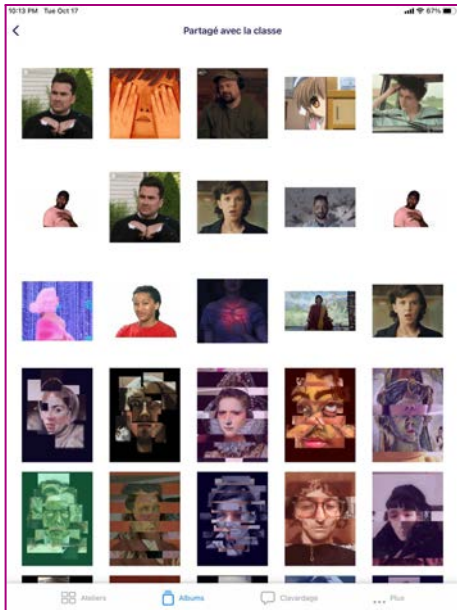 10:13 PM Tue Oct 17
67%
Partagé avec la classe
Ateliers
Albums
Clavardage
Plus